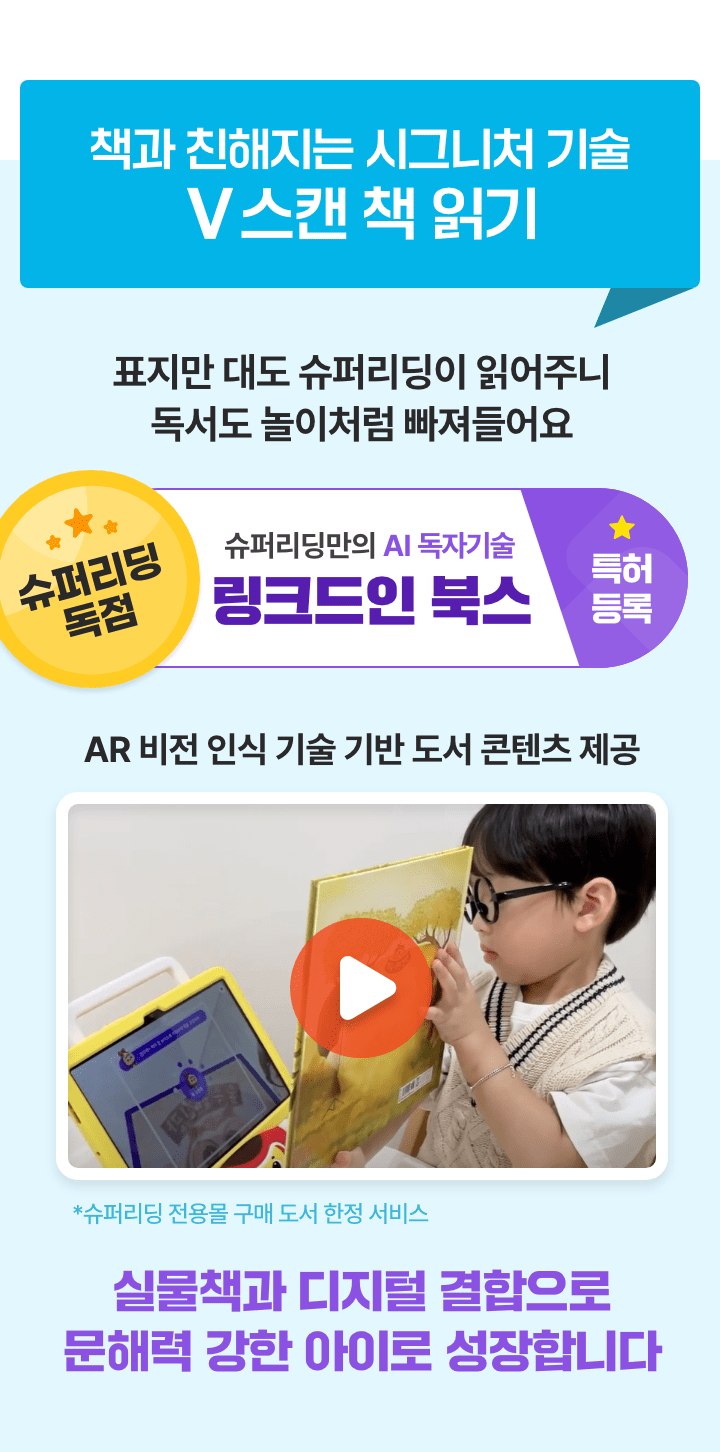 책과 친해지는 시그니처 기술
V스캔 책 읽기
표지만 대도 슈퍼리딩이 읽어주니
독서도 놀이처럼 빠져들어요
슈퍼리딩
독점
슈퍼리딩만의 AI 독자기술
링크드인 북스
특허
등록
AR 비전 인식 기술 기반 도서 콘텐츠 제공
*슈퍼리딩 전용몰 구매 도서 한정 서비스
실물책과 디지털 결합으로
문해력 강한 아이로 성장합니다